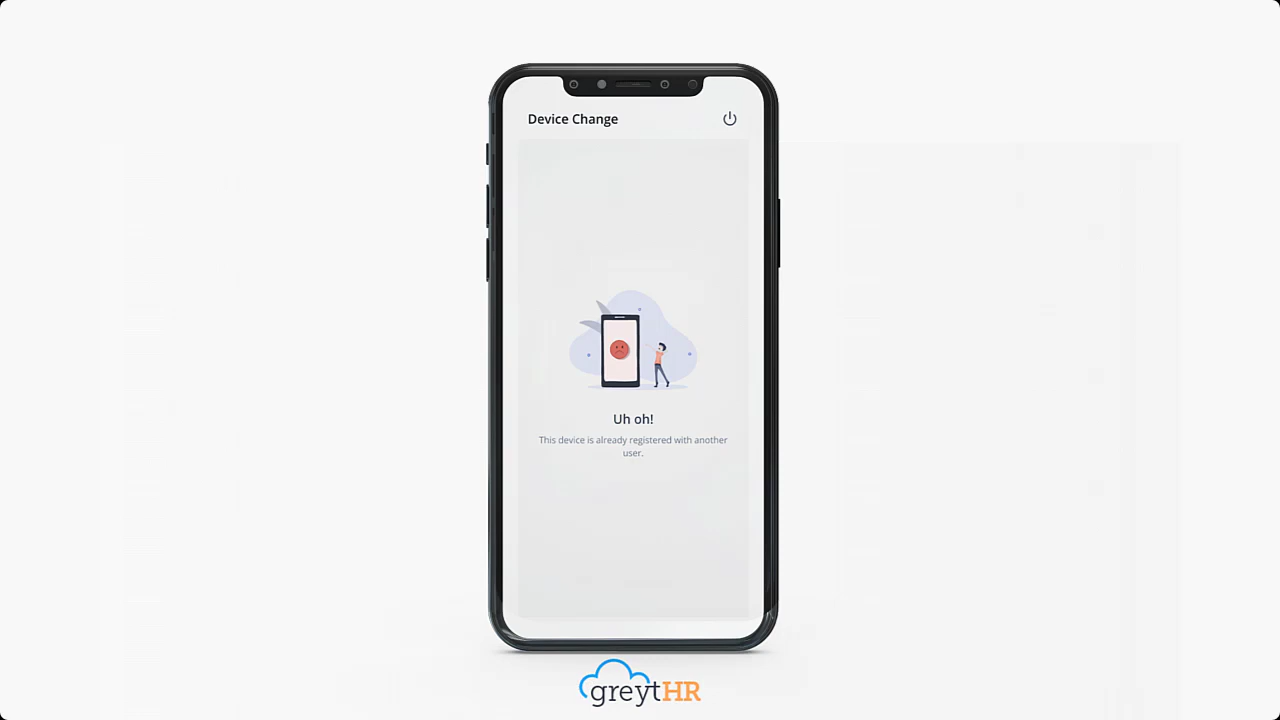 Device Change
Uh oh!
This device is already registered with another
user.
greytHR